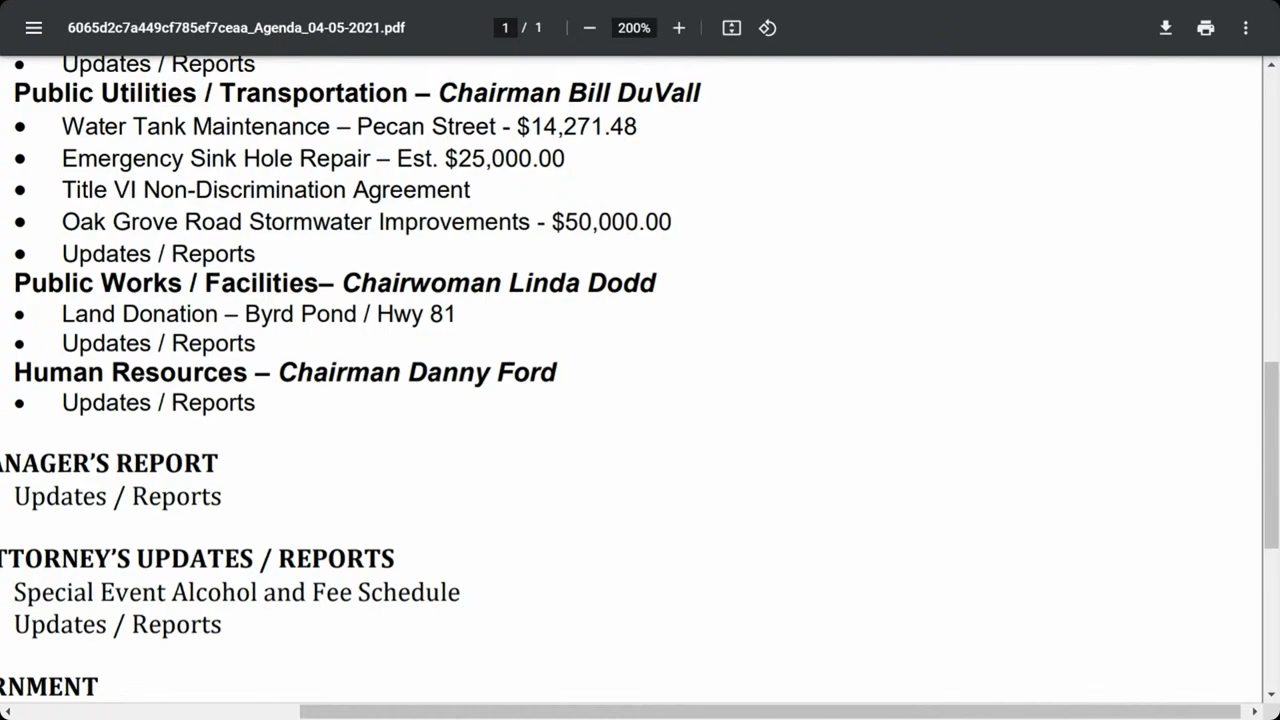 6065d2c7a449cf785ef7ceaa_Agenda_04-05-2021.pdf
1 / 1
200%
• Updates / Reports
Public Utilities / Transportation – Chairman Bill DuVall
• Water Tank Maintenance – Pecan Street - $14,271.48
• Emergency Sink Hole Repair – Est. $25,000.00
• Title VI Non-Discrimination Agreement
• Oak Grove Road Stormwater Improvements - $50,000.00
• Updates / Reports
Public Works / Facilities– Chairwoman Linda Dodd
• Land Donation – Byrd Pond / Hwy 81
• Updates / Reports
Human Resources – Chairman Danny Ford
• Updates / Reports
ANAGER’S REPORT
Updates / Reports
TTORNEY’S UPDATES / REPORTS
Special Event Alcohol and Fee Schedule
Updates / Reports
RNMENT